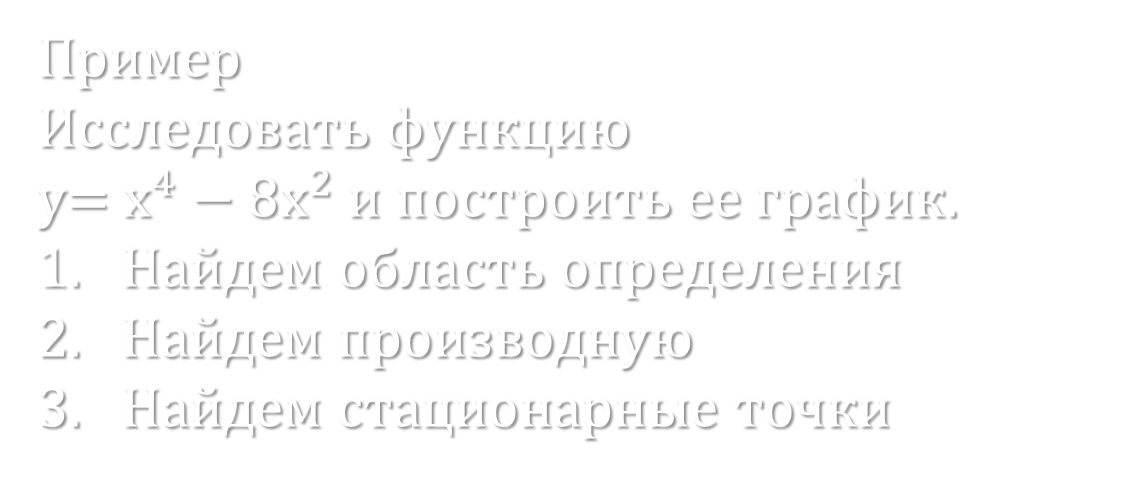 Пример
Исследовать функцию
y= x⁴ − 8x² и построить ее график.
1. Найдем область определения
2. Найдем производную
3. Найдем стационарные точки